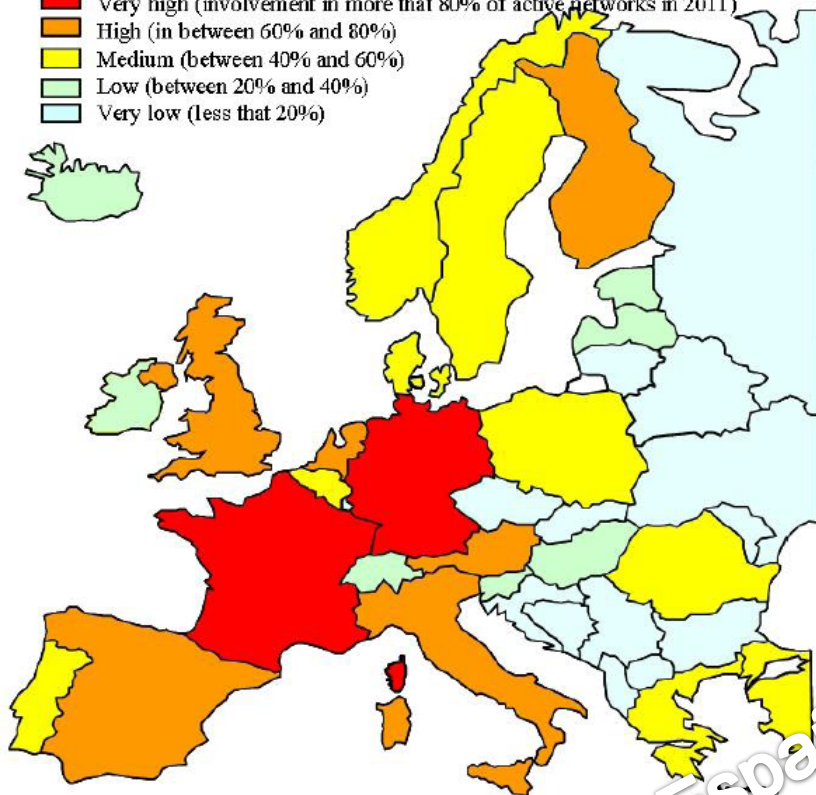 Very high (involvement in more that 80% of active networks in 2011)
High (in between 60% and 80%)
Medium (between 40% and 60%)
Low (between 20% and 40%)
Very low (less that 20%)
Espa